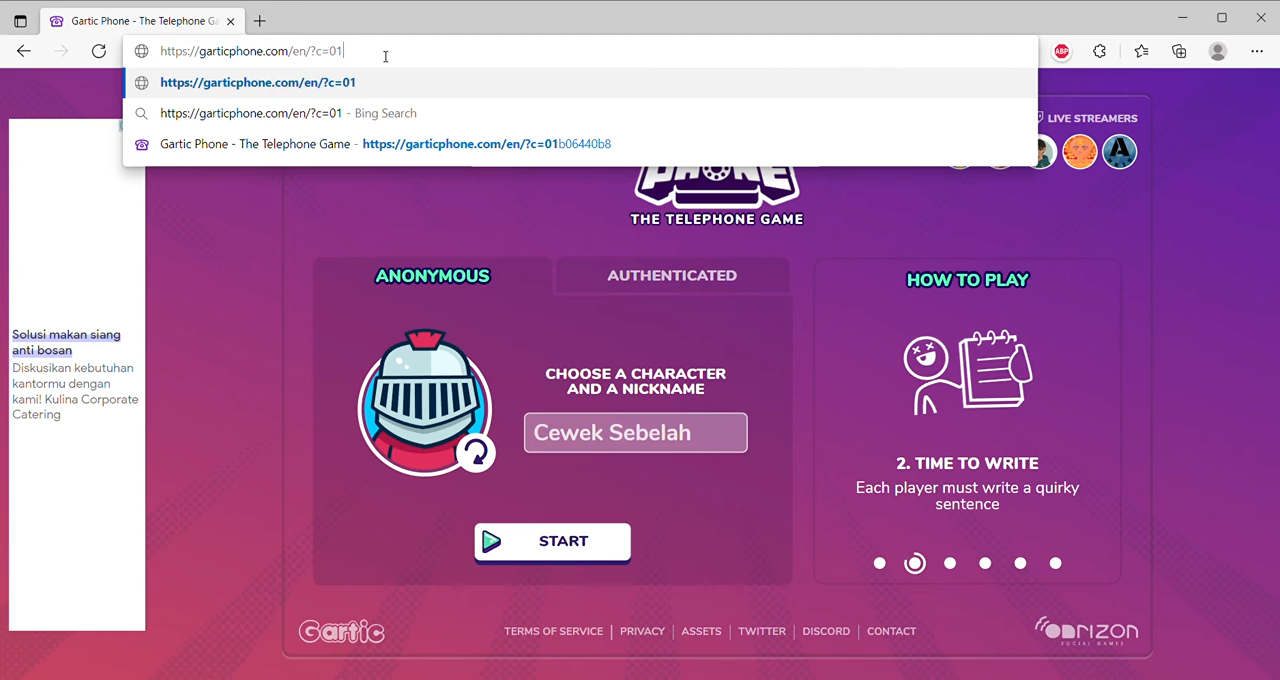 Gartic Phone - The Telephone Ga
https://garticphone.com/en/?c=01
ABP
https://garticphone.com/en/?c=01
https://garticphone.com/en/?c=01 - Bing Search
Gartic Phone - The Telephone Game - https://garticphone.com/en/?c=01b06440b8
LIVE STREAMERS
PHONE
THE TELEPHONE GAME
Solusi makan siang
anti bosan
Diskusikan kebutuhan
kantormu dengan
kami! Kulina Corporate
Catering
ANONYMOUS
AUTHENTICATED
CHOOSE A CHARACTER
AND A NICKNAME
Cewek Sebelah
START
HOW TO PLAY
2. TIME TO WRITE
Each player must write a quirky
sentence
Gartic
TERMS OF SERVICE | PRIVACY | ASSETS | TWITTER | DISCORD | CONTACT
ONRIZON
SOCIAL GAMES